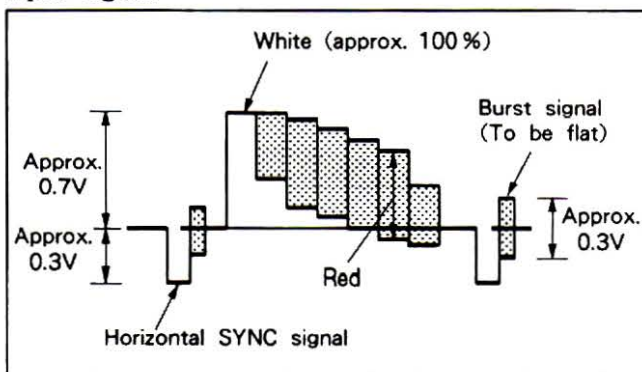 White (approx. 100 %)
Burst signal
(To be flat)
Approx.
0.7V
Approx.
0.3V
Approx.
0.3V
Red
Horizontal SYNC signal